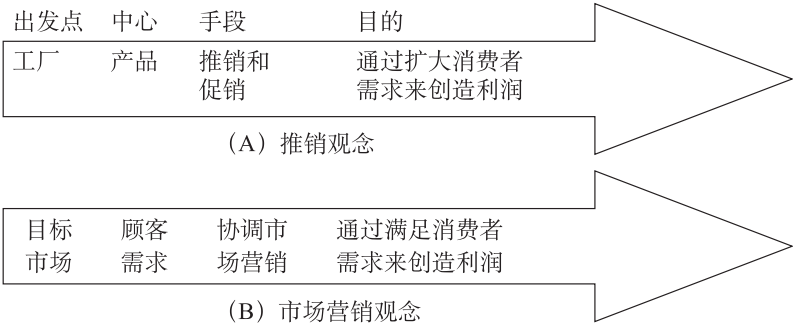 出发点 中心 手段 目的
工厂 产品 推销和 通过扩大消费者
促销 需求来创造利润
（A）推销观念
目标 顾客 协调市 通过满足消费者
市场 需求 场营销 需求来创造利润
（B）市场营销观念